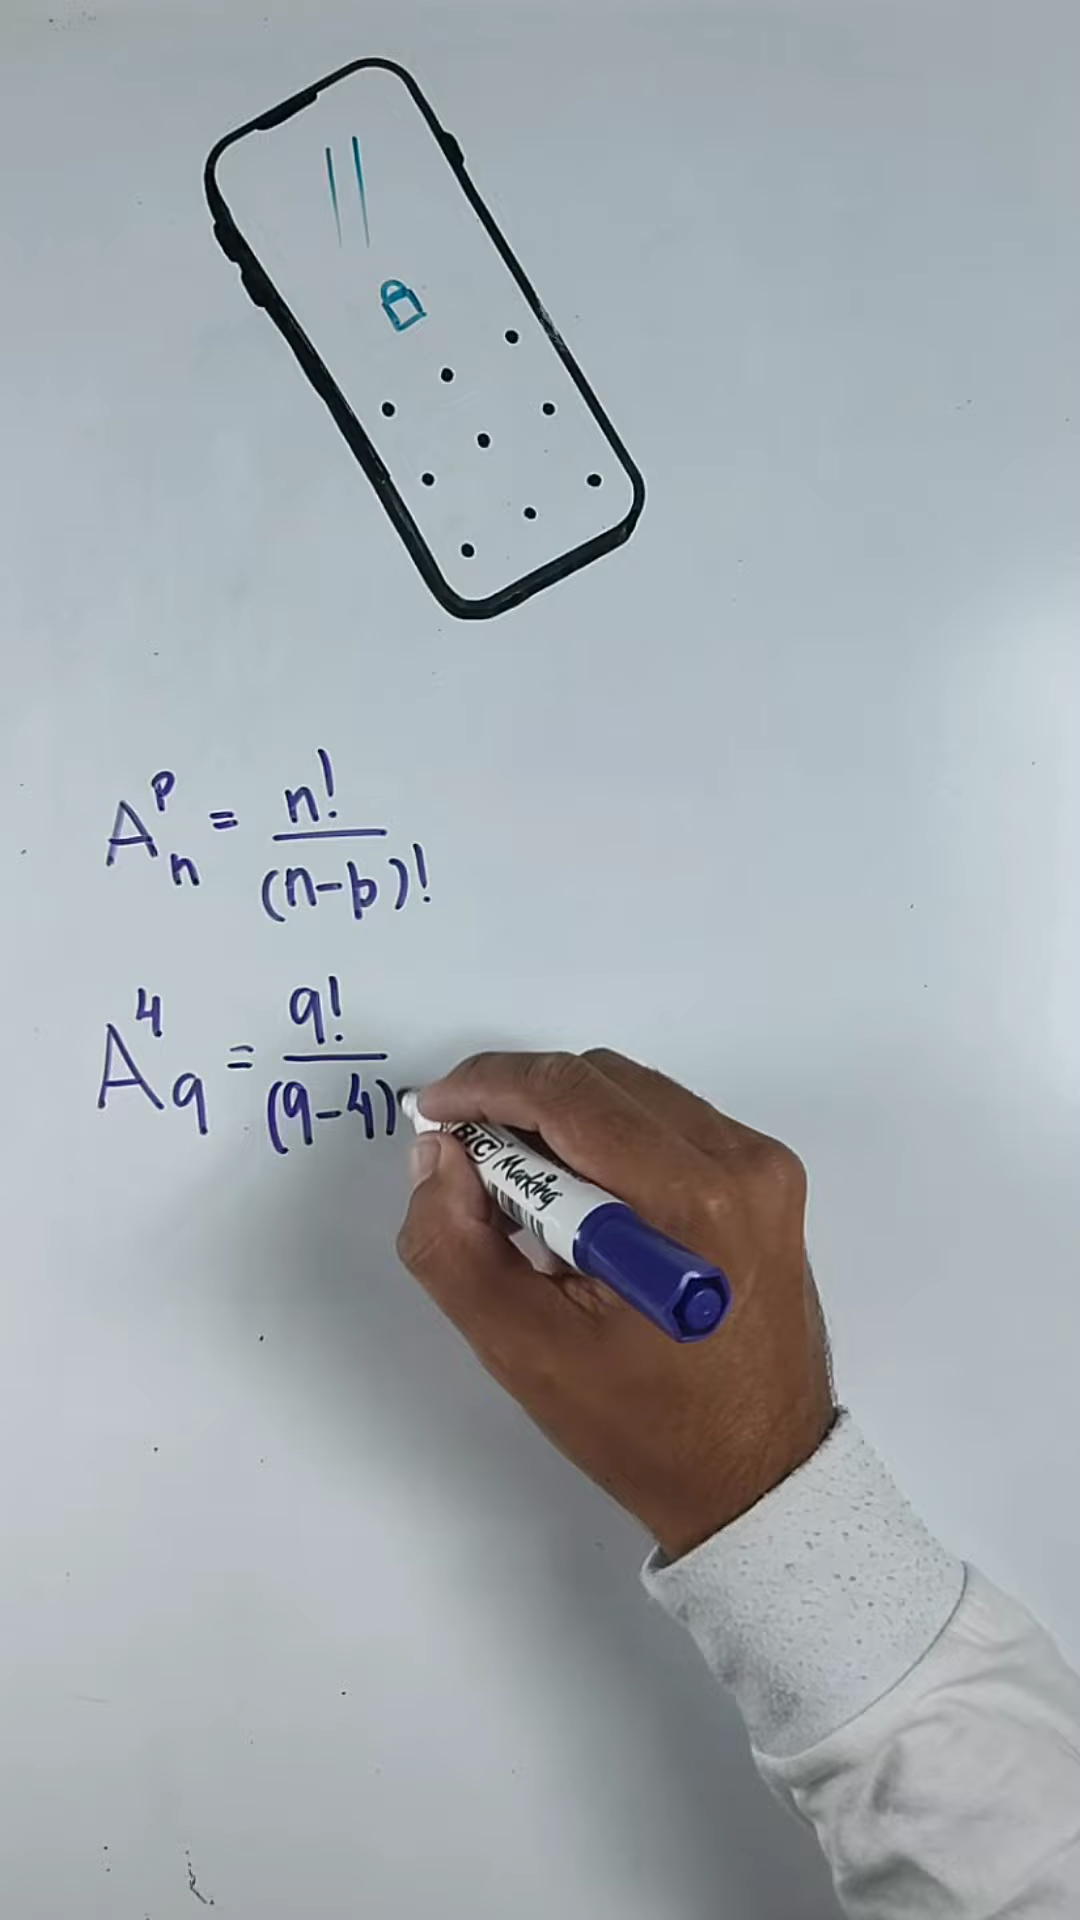 A^p_n = n!/(n-p)!
A^4_9 = 9!/(9-4)
BIC Marking